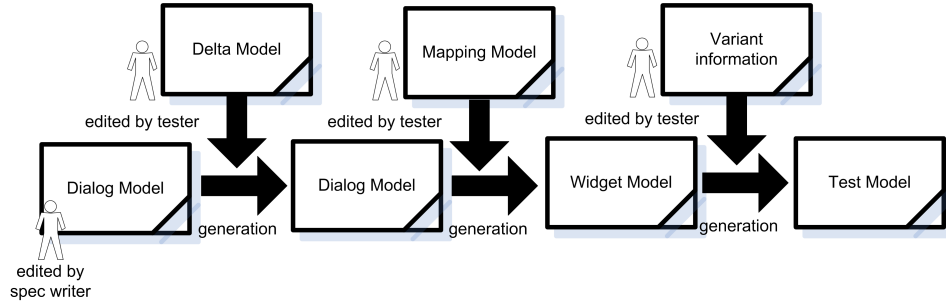 Delta Model
Mapping Model
Variant
information
edited by tester
edited by tester
edited by tester
Dialog Model
Dialog Model
Widget Model
Test Model
generation
generation
generation
edited by
spec writer